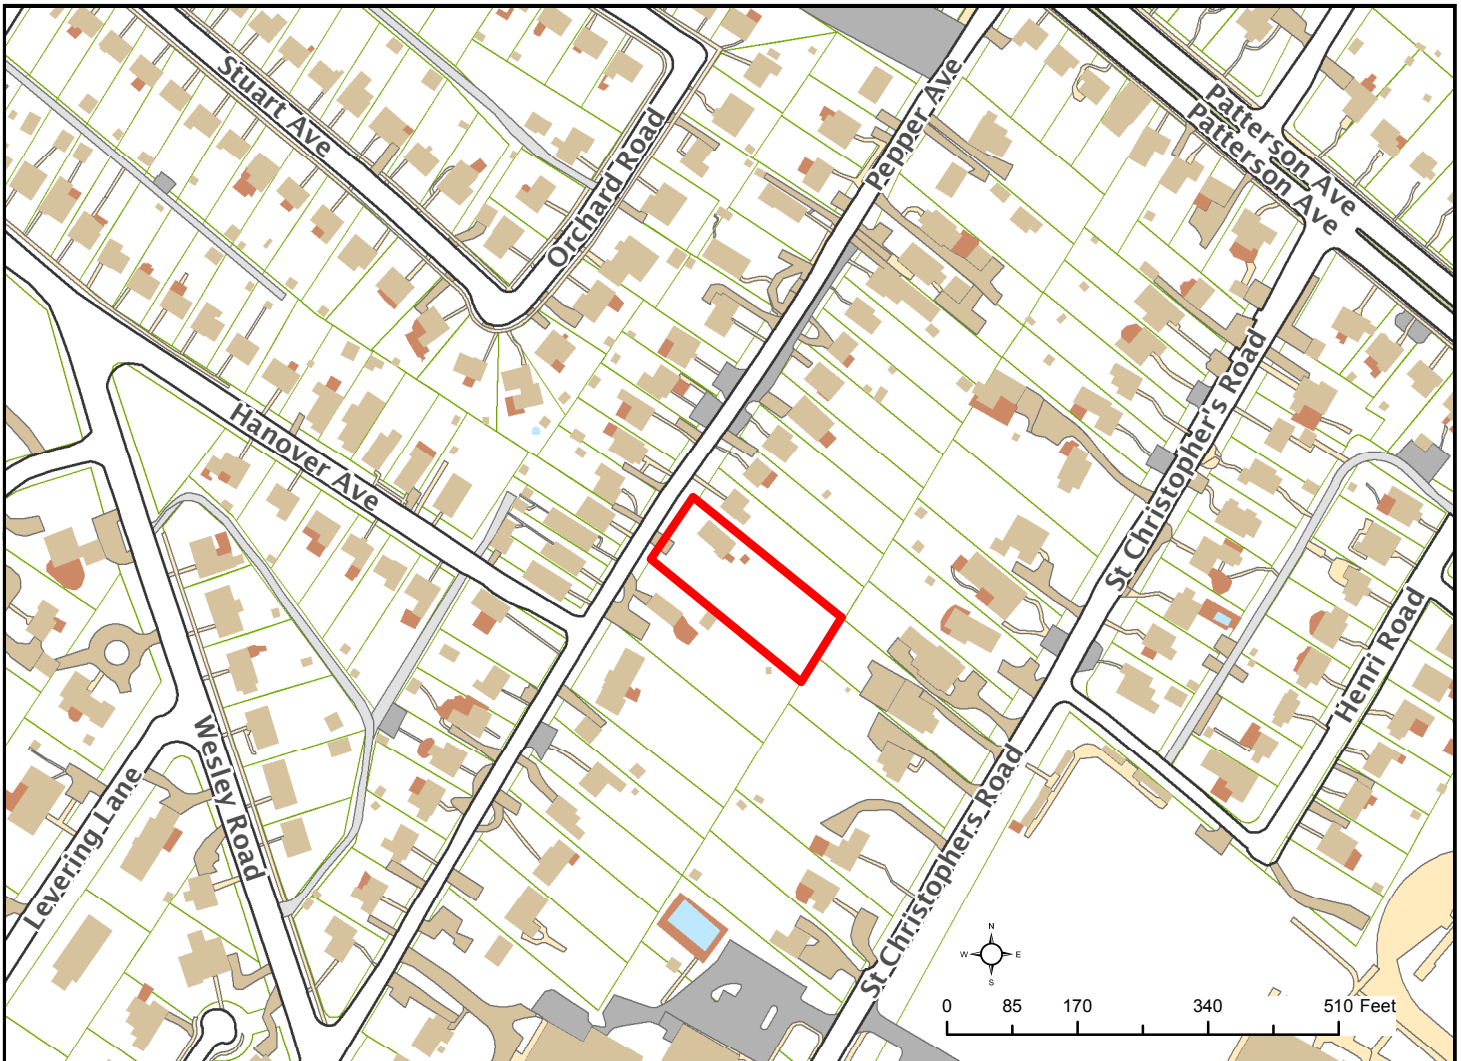 Stuart Ave
Orchard Road
Pepper Ave
Patterson Ave
Patterson Ave
Hanover Ave
St Christopher's Road
Henri Road
Wesley Road
Levering Lane
St Christophers Road
N
W E
S
0 85 170 340 510 Feet